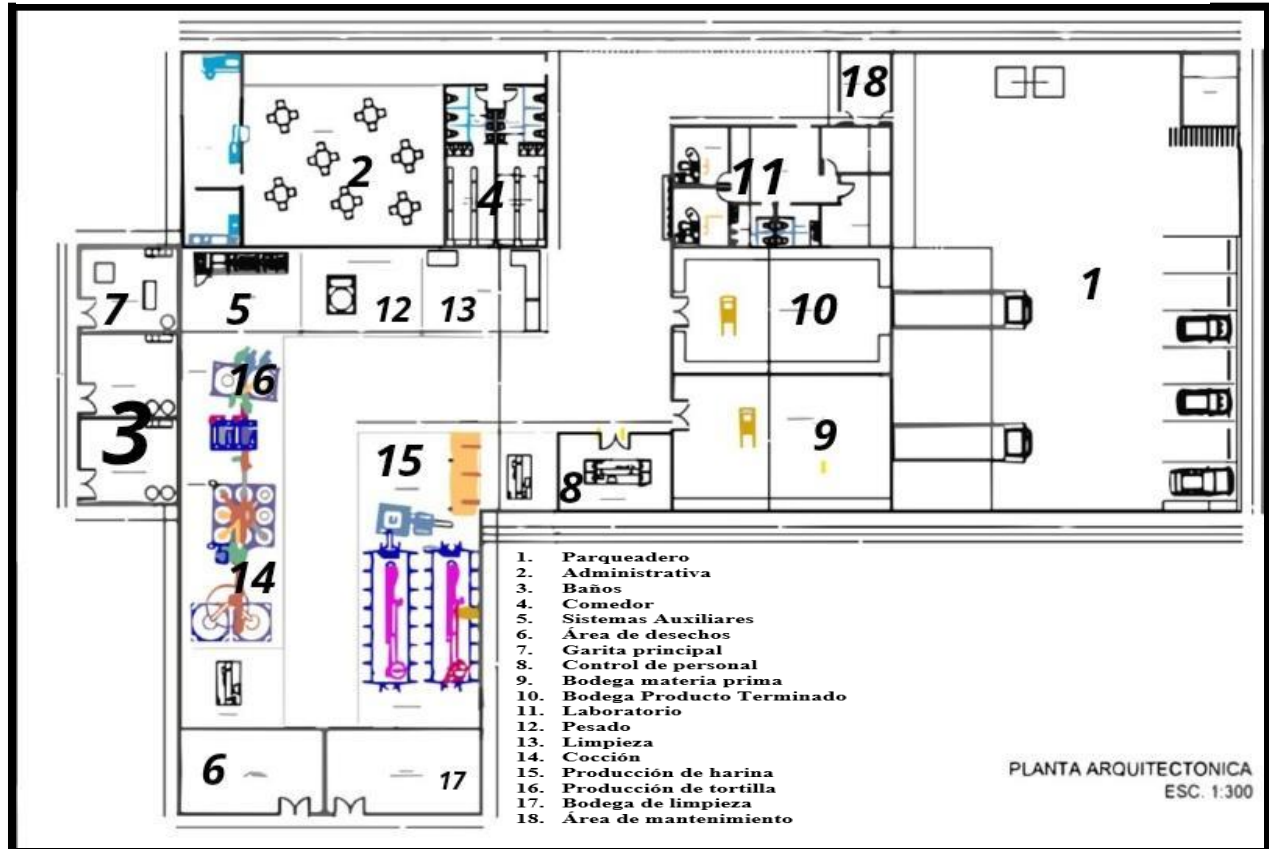 18
2
4
11
7
5
12
13
10
1
16
3
15
9
8
14
6
17
1. Parqueadero
2. Administrativa
3. Baños
4. Comedor
5. Sistemas Auxiliares
6. Área de desechos
7. Garita principal
8. Control de personal
9. Bodega materia prima
10. Bodega Producto Terminado
11. Laboratorio
12. Pesado
13. Limpieza
14. Cocción
15. Producción de harina
16. Producción de tortilla
17. Bodega de limpieza
18. Área de mantenimiento
PLANTA ARQUITECTONICA
ESC. 1:300